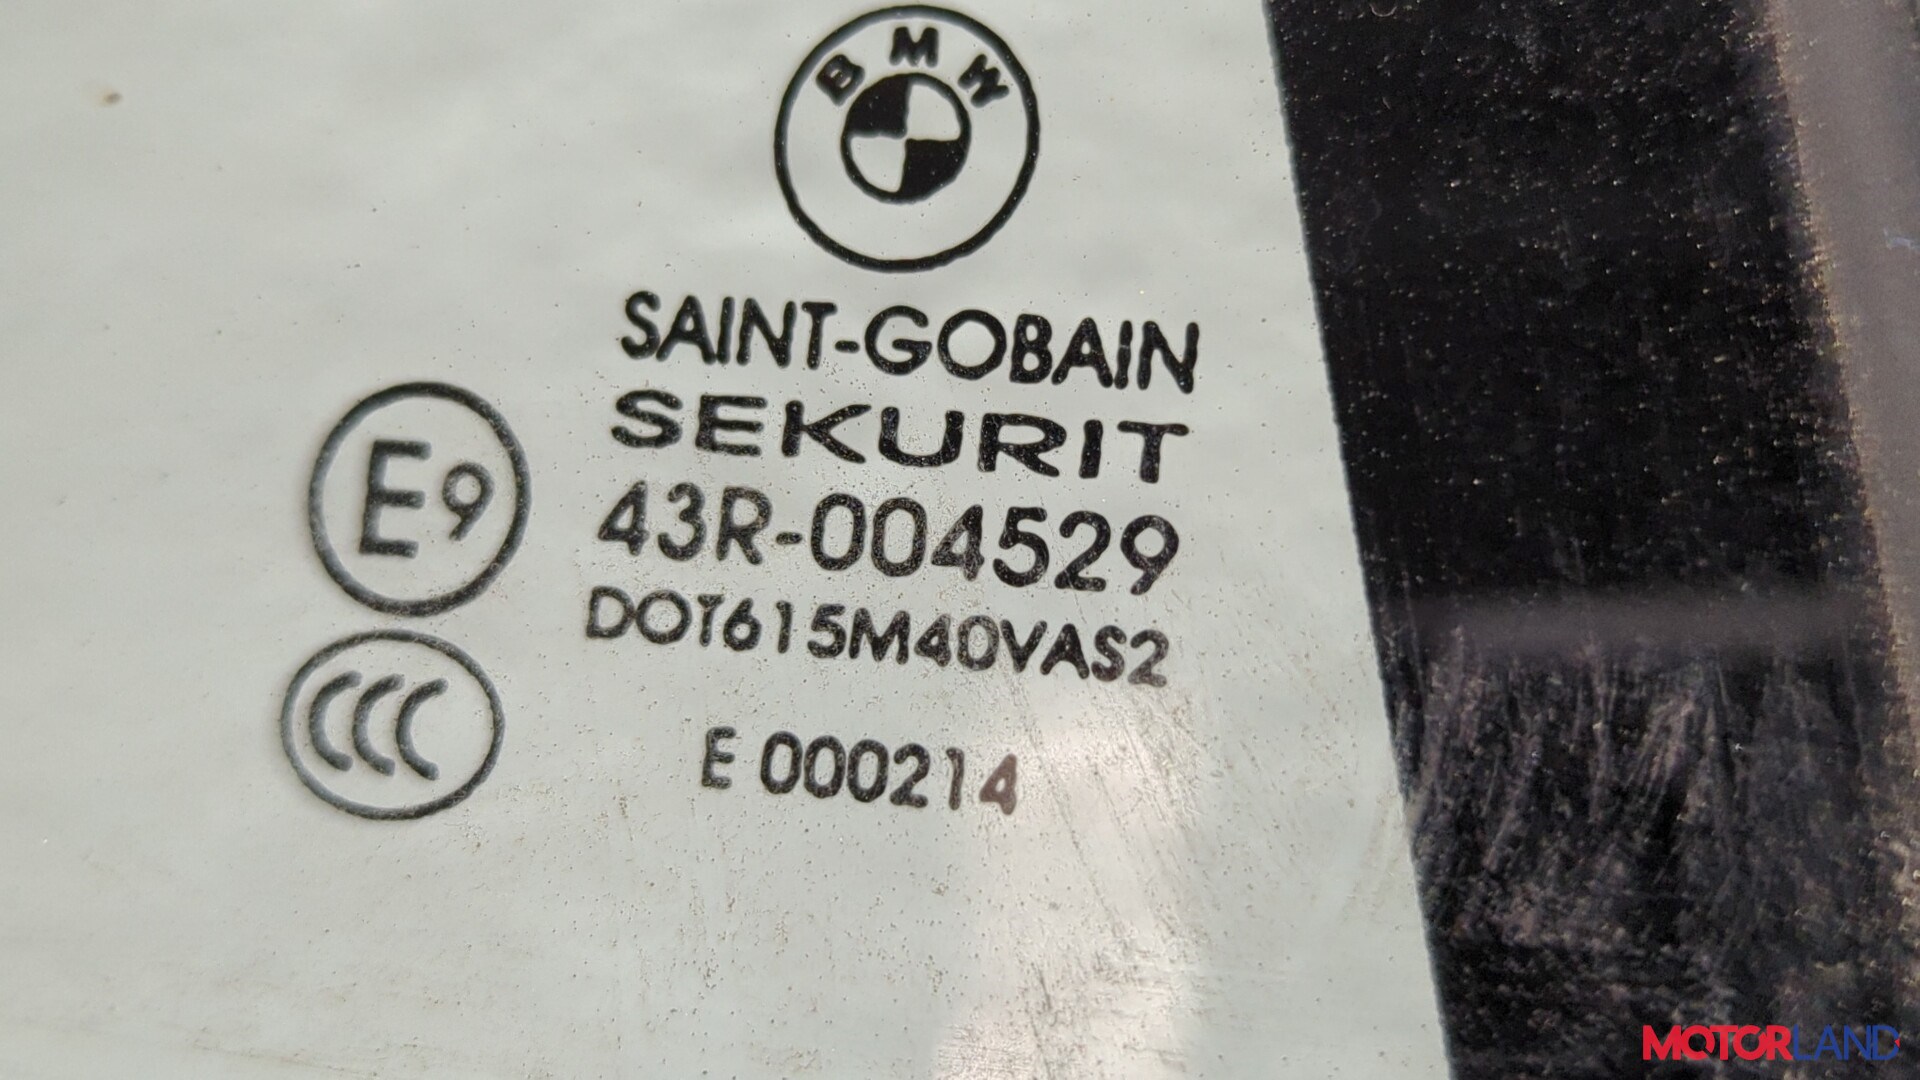 BMW
SAINT-GOBAIN
SEKURIT
E9
43R-004529
DOT615M40VAS2
CCC
E 000214
MOTORLAND